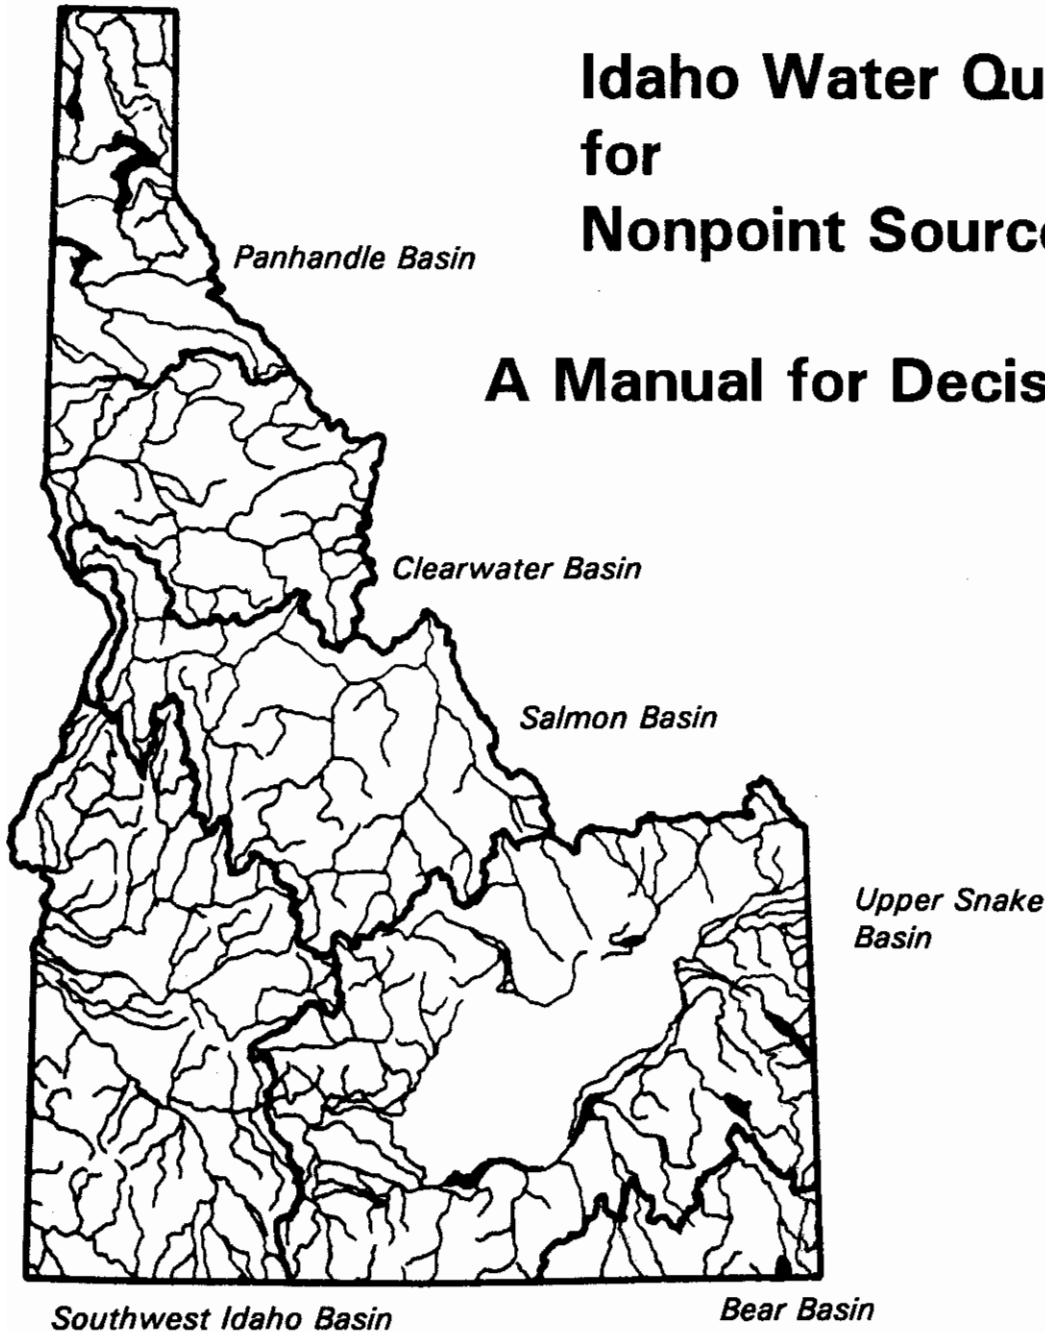 Idaho Water Qu
for
Nonpoint Source
A Manual for Decis
Panhandle Basin
Clearwater Basin
Salmon Basin
Upper Snake
Basin
Southwest Idaho Basin
Bear Basin